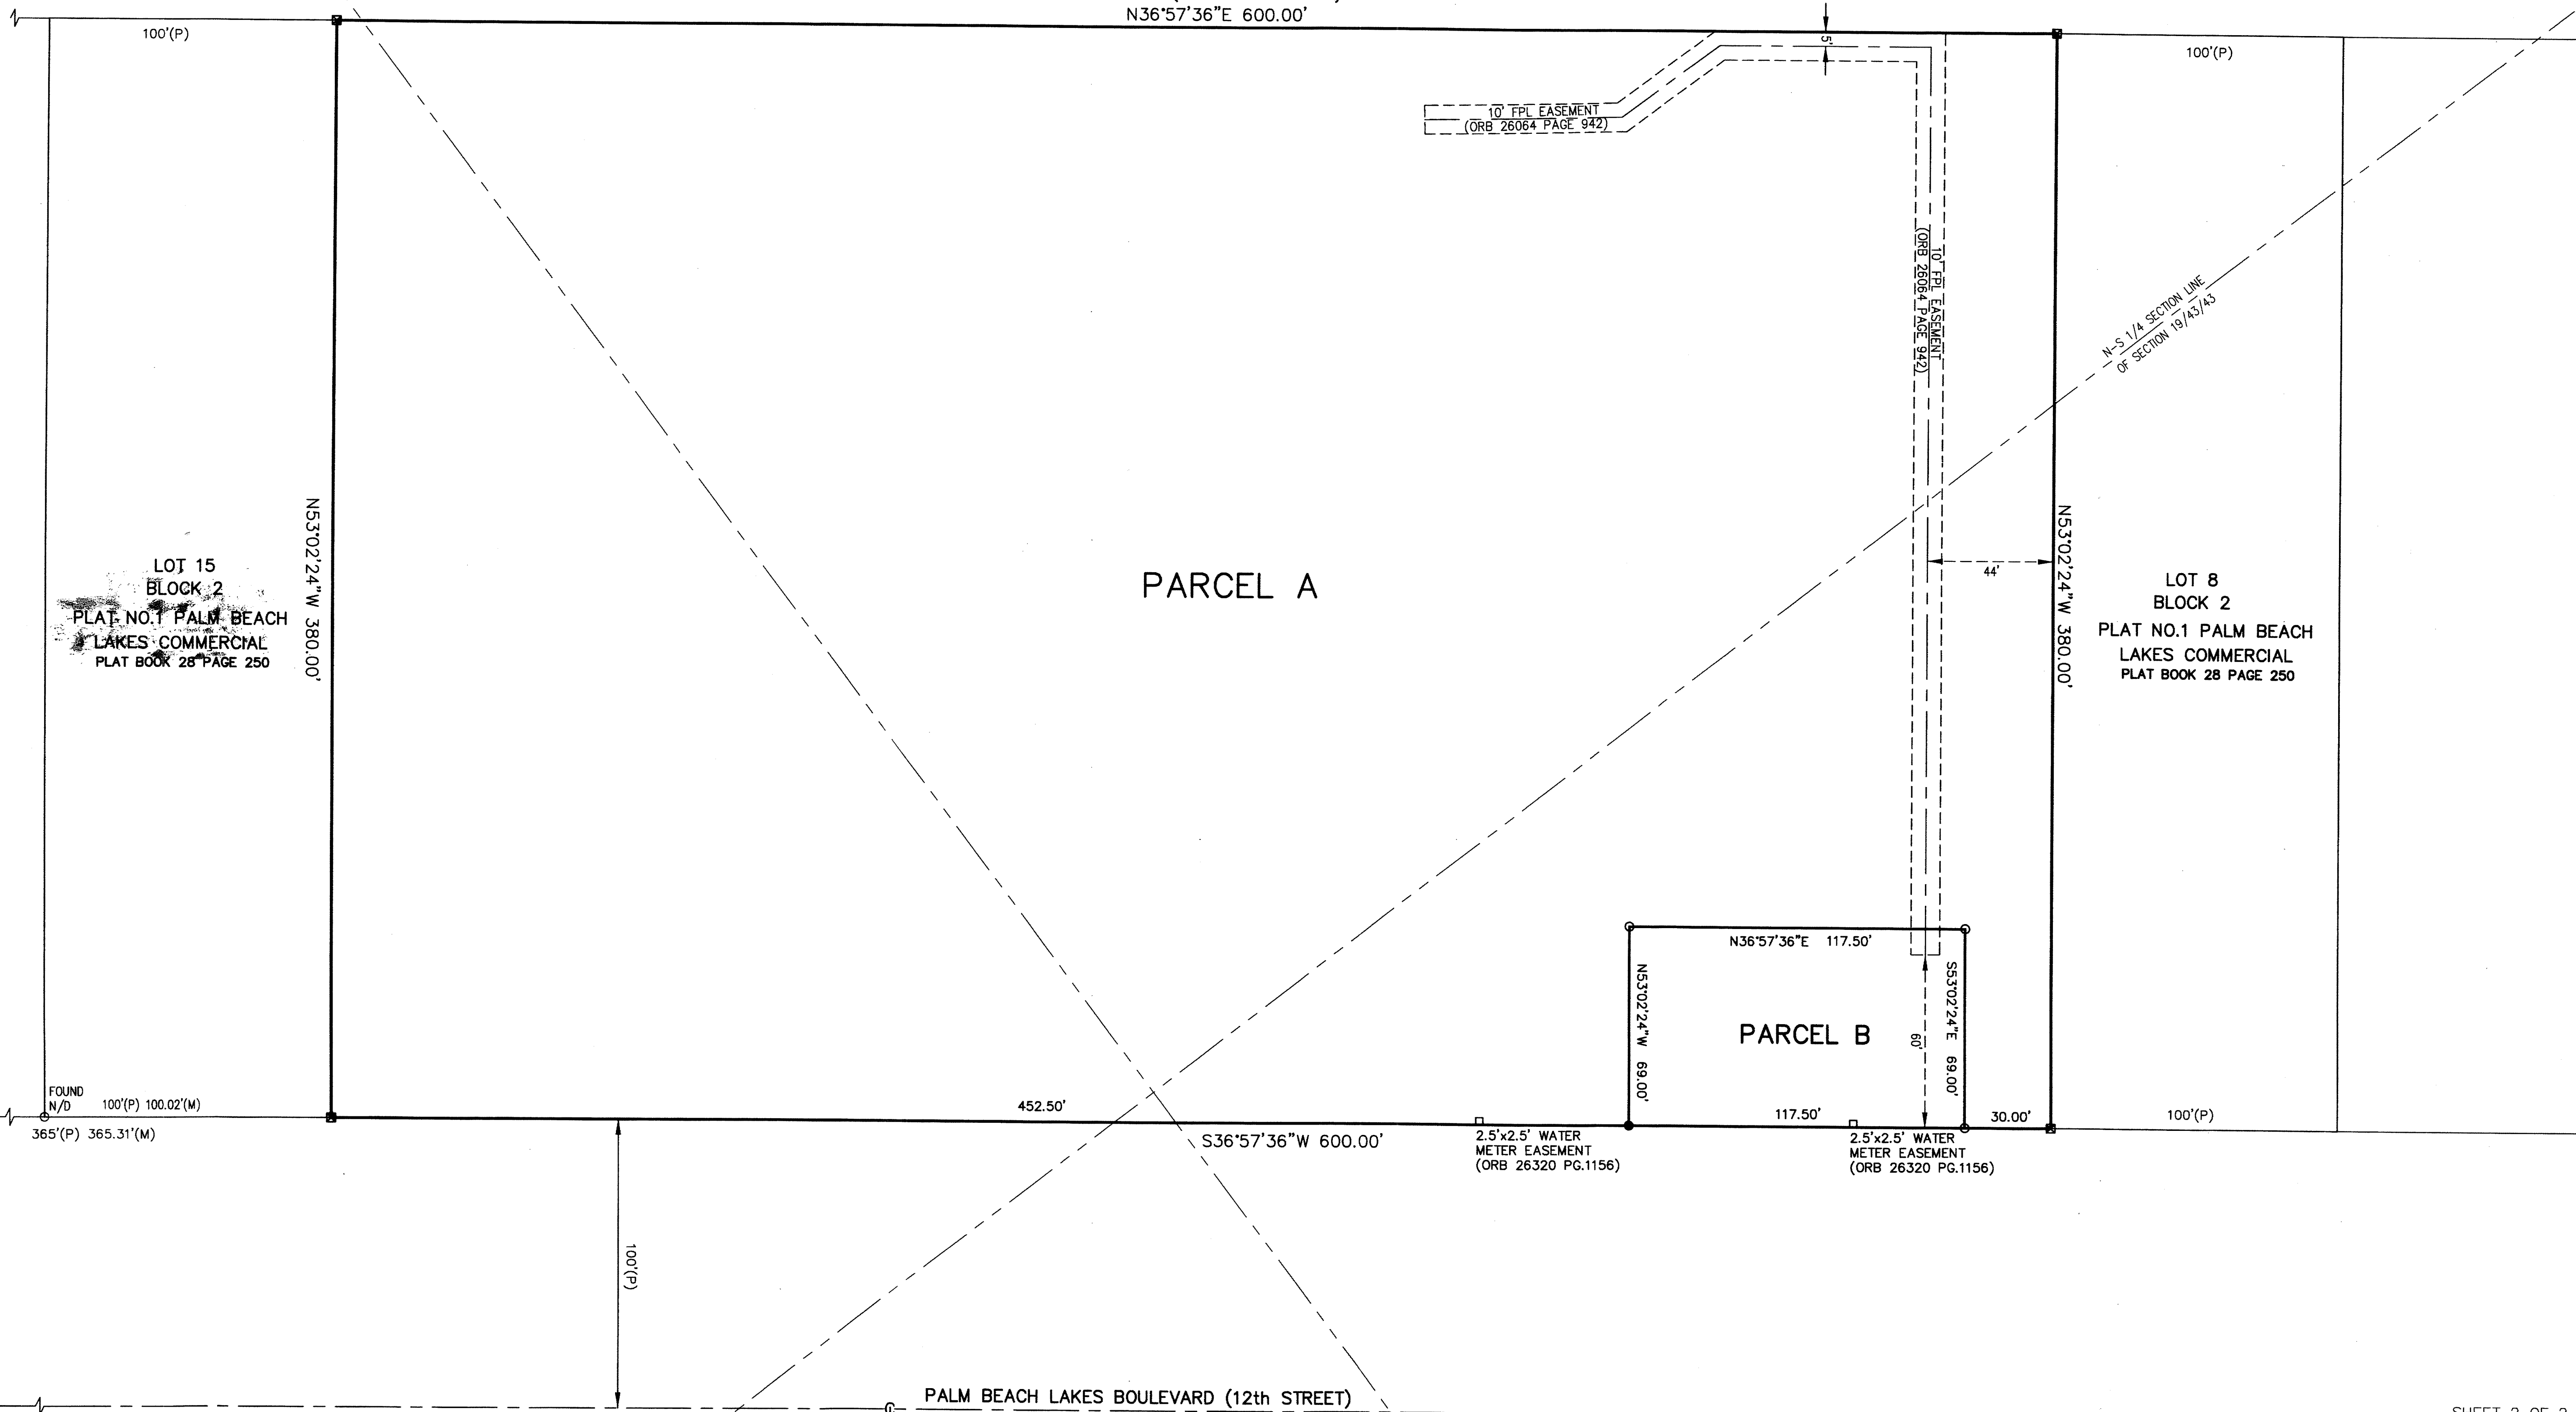 N36°57'36"E 600.00'
100'(P)
5'
100'(P)
10' FPL EASEMENT
(ORB 26064 PAGE 942)
10' FPL EASEMENT
(ORB 26064 PAGE 942)
N-S 1/4 SECTION LINE
OF SECTION 19/43/43
N53°02'24"W 380.00'
N53°02'24"W 380.00'
44'
PARCEL A
LOT 15
BLOCK 2
PLAT NO.1 PALM BEACH
LAKES COMMERCIAL
PLAT BOOK 28 PAGE 250
LOT 8
BLOCK 2
PLAT NO.1 PALM BEACH
LAKES COMMERCIAL
PLAT BOOK 28 PAGE 250
N36°57'36"E 117.50'
N53°02'24"W 69.00'
S53°02'24"E 69.00'
PARCEL B
60'
FOUND
N/D
100'(P) 100.02'(M)
365'(P) 365.31'(M)
452.50'
117.50'
30.00'
100'(P)
S36°57'36"W 600.00'
2.5'x2.5' WATER
METER EASEMENT
(ORB 26320 PG.1156)
2.5'x2.5' WATER
METER EASEMENT
(ORB 26320 PG.1156)
100'(P)
PALM BEACH LAKES BOULEVARD (12th STREET)